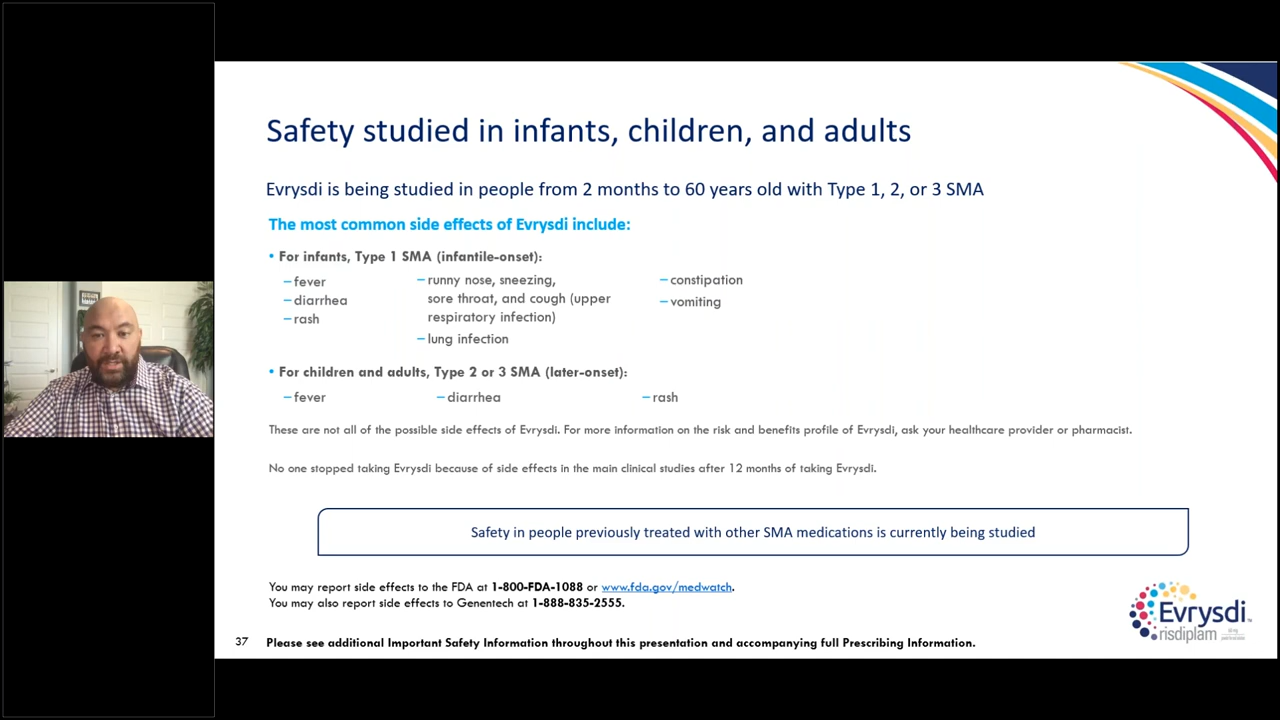 Safety studied in infants, children, and adults
Evrysdi is being studied in people from 2 months to 60 years old with Type 1, 2, or 3 SMA
The most common side effects of Evrysdi include:
• For infants, Type 1 SMA (infantile-onset):
– fever
– diarrhea
– rash
– runny nose, sneezing,
sore throat, and cough (upper
respiratory infection)
– lung infection
– constipation
– vomiting
• For children and adults, Type 2 or 3 SMA (later-onset):
– fever
– diarrhea
– rash
These are not all of the possible side effects of Evrysdi. For more information on the risk and benefits profile of Evrysdi, ask your healthcare provider or pharmacist.
No one stopped taking Evrysdi because of side effects in the main clinical studies after 12 months of taking Evrysdi.
Safety in people previously treated with other SMA medications is currently being studied
You may report side effects to the FDA at 1-800-FDA-1088 or www.fda.gov/medwatch.
You may also report side effects to Genentech at 1-888-835-2555.
37 Please see additional Important Safety Information throughout this presentation and accompanying full Prescribing Information.
Evrysdi™
risdiplam